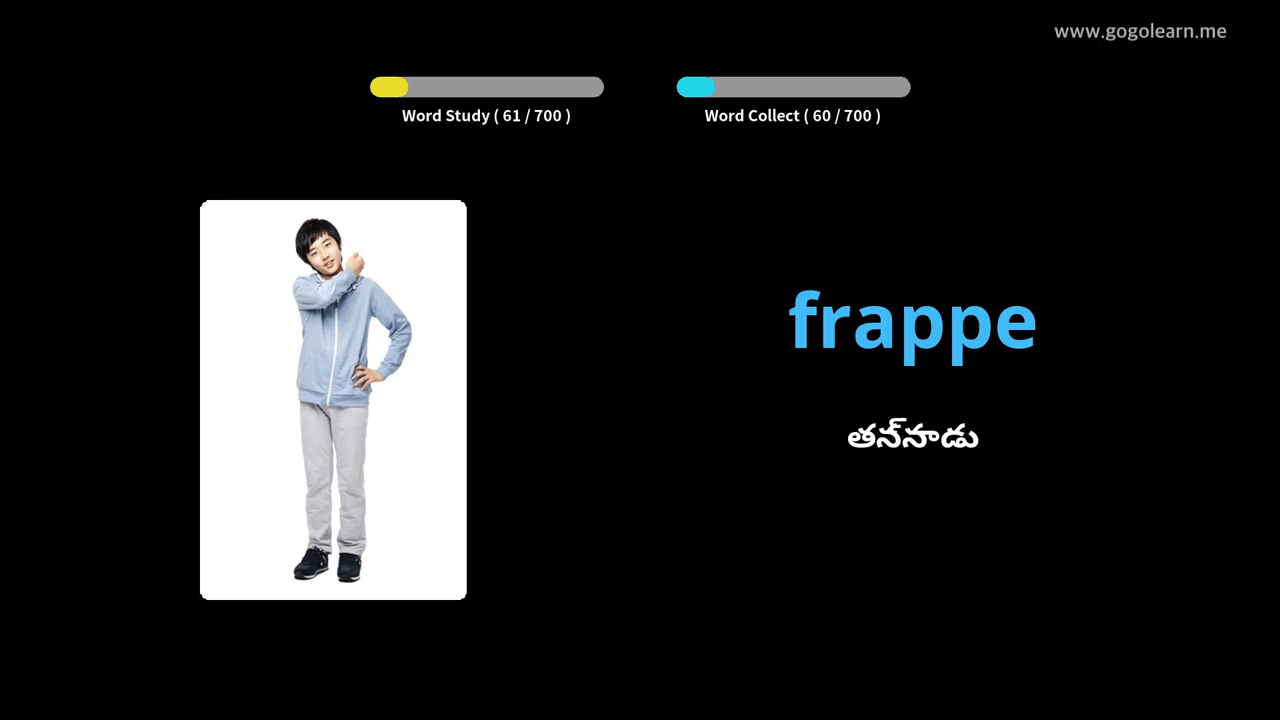 www.gogolearn.me
Word Study ( 61 / 700 )
Word Collect ( 60 / 700 )
frappe
తన్‌నాడు